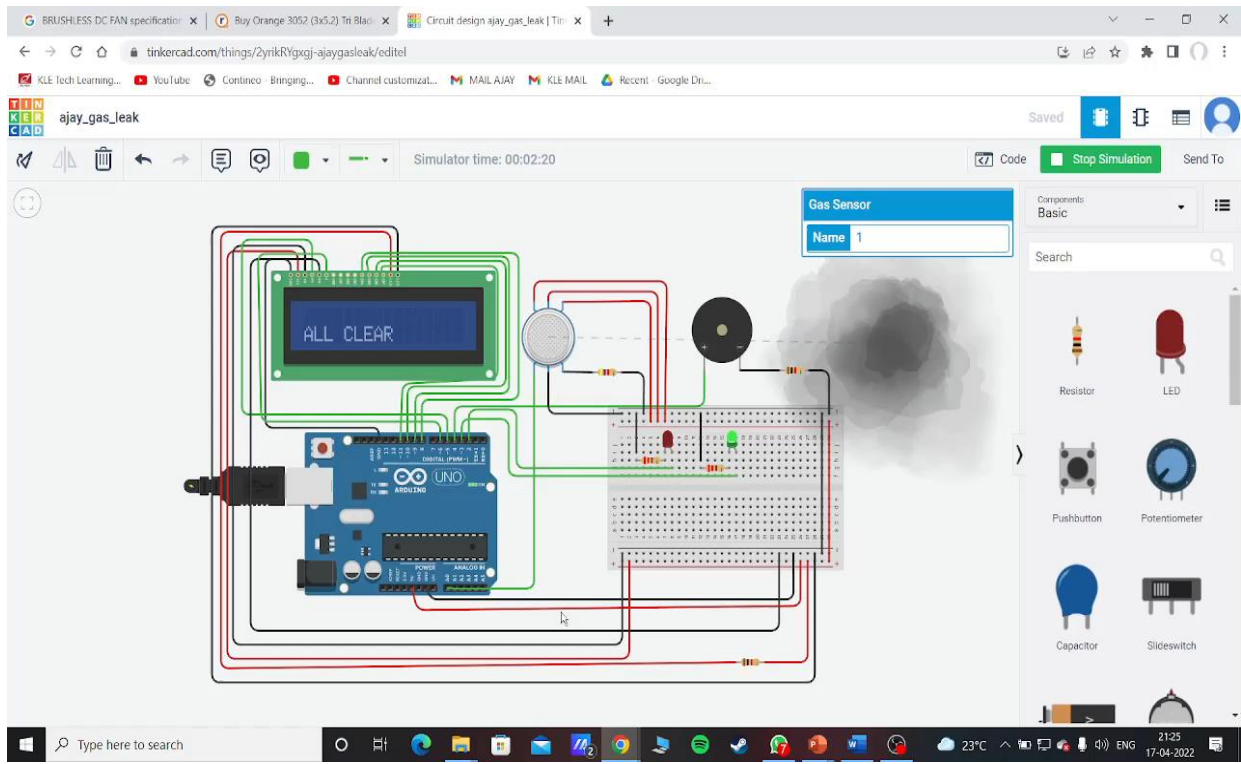 BRUSHLESS DC FAN specification
Buy Orange 3052 (3x5.2) Tri Blad
Circuit design ajay_gas_leak | Tin
tinkercad.com/things/2yrikRYgxgj-ajaygasleak/editel
KLE Tech Learning...
YouTube
Contineo - Bringing...
Channel customizat...
MAIL AJAY
KLE MAIL
Recent - Google Dri...
TIN
KER
CAD
ajay_gas_leak
Saved
Simulator time: 00:02:20
Code
Stop Simulation
Send To
Gas Sensor
Name 1
Components
Basic
Search
ALL CLEAR
DIGITAL (PWM~)
UNO
ARDUINO
POWER
ANALOG IN
Resistor
LED
Pushbutton
Potentiometer
Capacitor
Slideswitch
Type here to search
23°C
ENG
21:25
17-04-2022